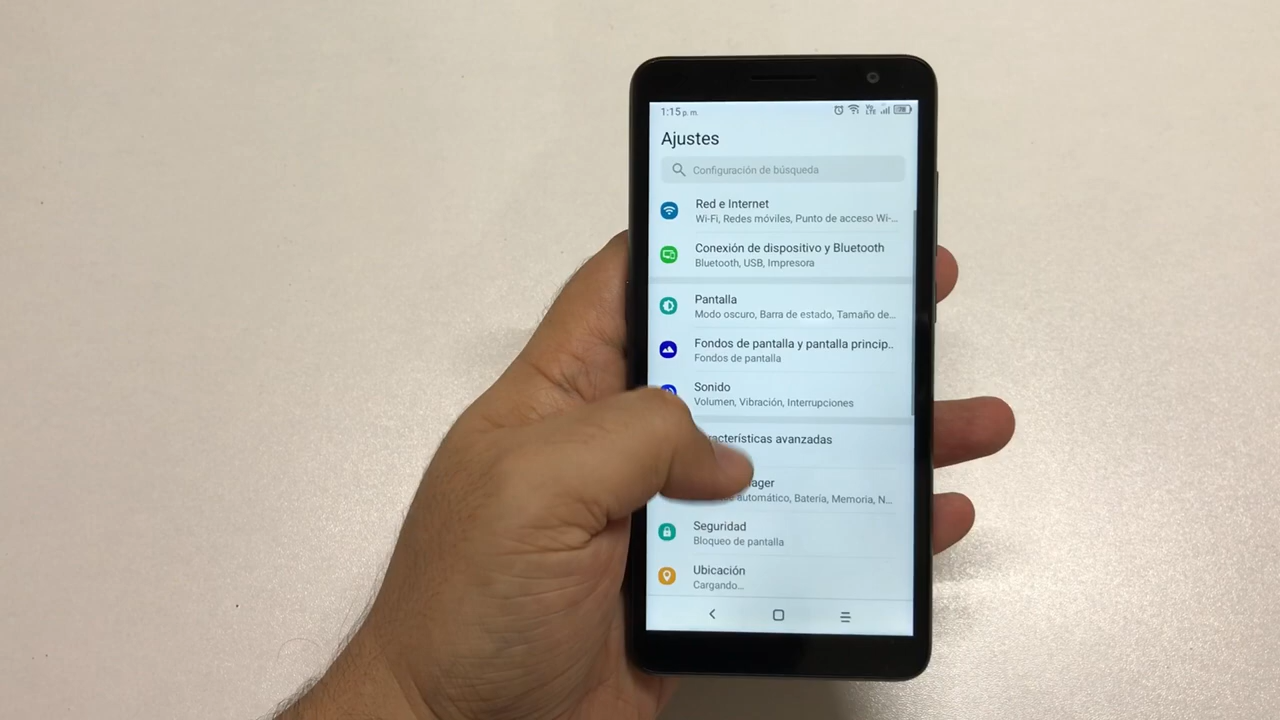 1:15 p. m.
Ajustes
Configuración de búsqueda
Red e Internet
Wi-Fi, Redes móviles, Punto de acceso Wi-...
Conexión de dispositivo y Bluetooth
Bluetooth, USB, Impresora
Pantalla
Modo oscuro, Barra de estado, Tamaño de...
Fondos de pantalla y pantalla princip..
Fondos de pantalla
Sonido
Volumen, Vibración, Interrupciones
avanzadas
automático, Batería, Memoria, N...
Seguridad
Bloqueo de pantalla
Ubicación
Cargando...